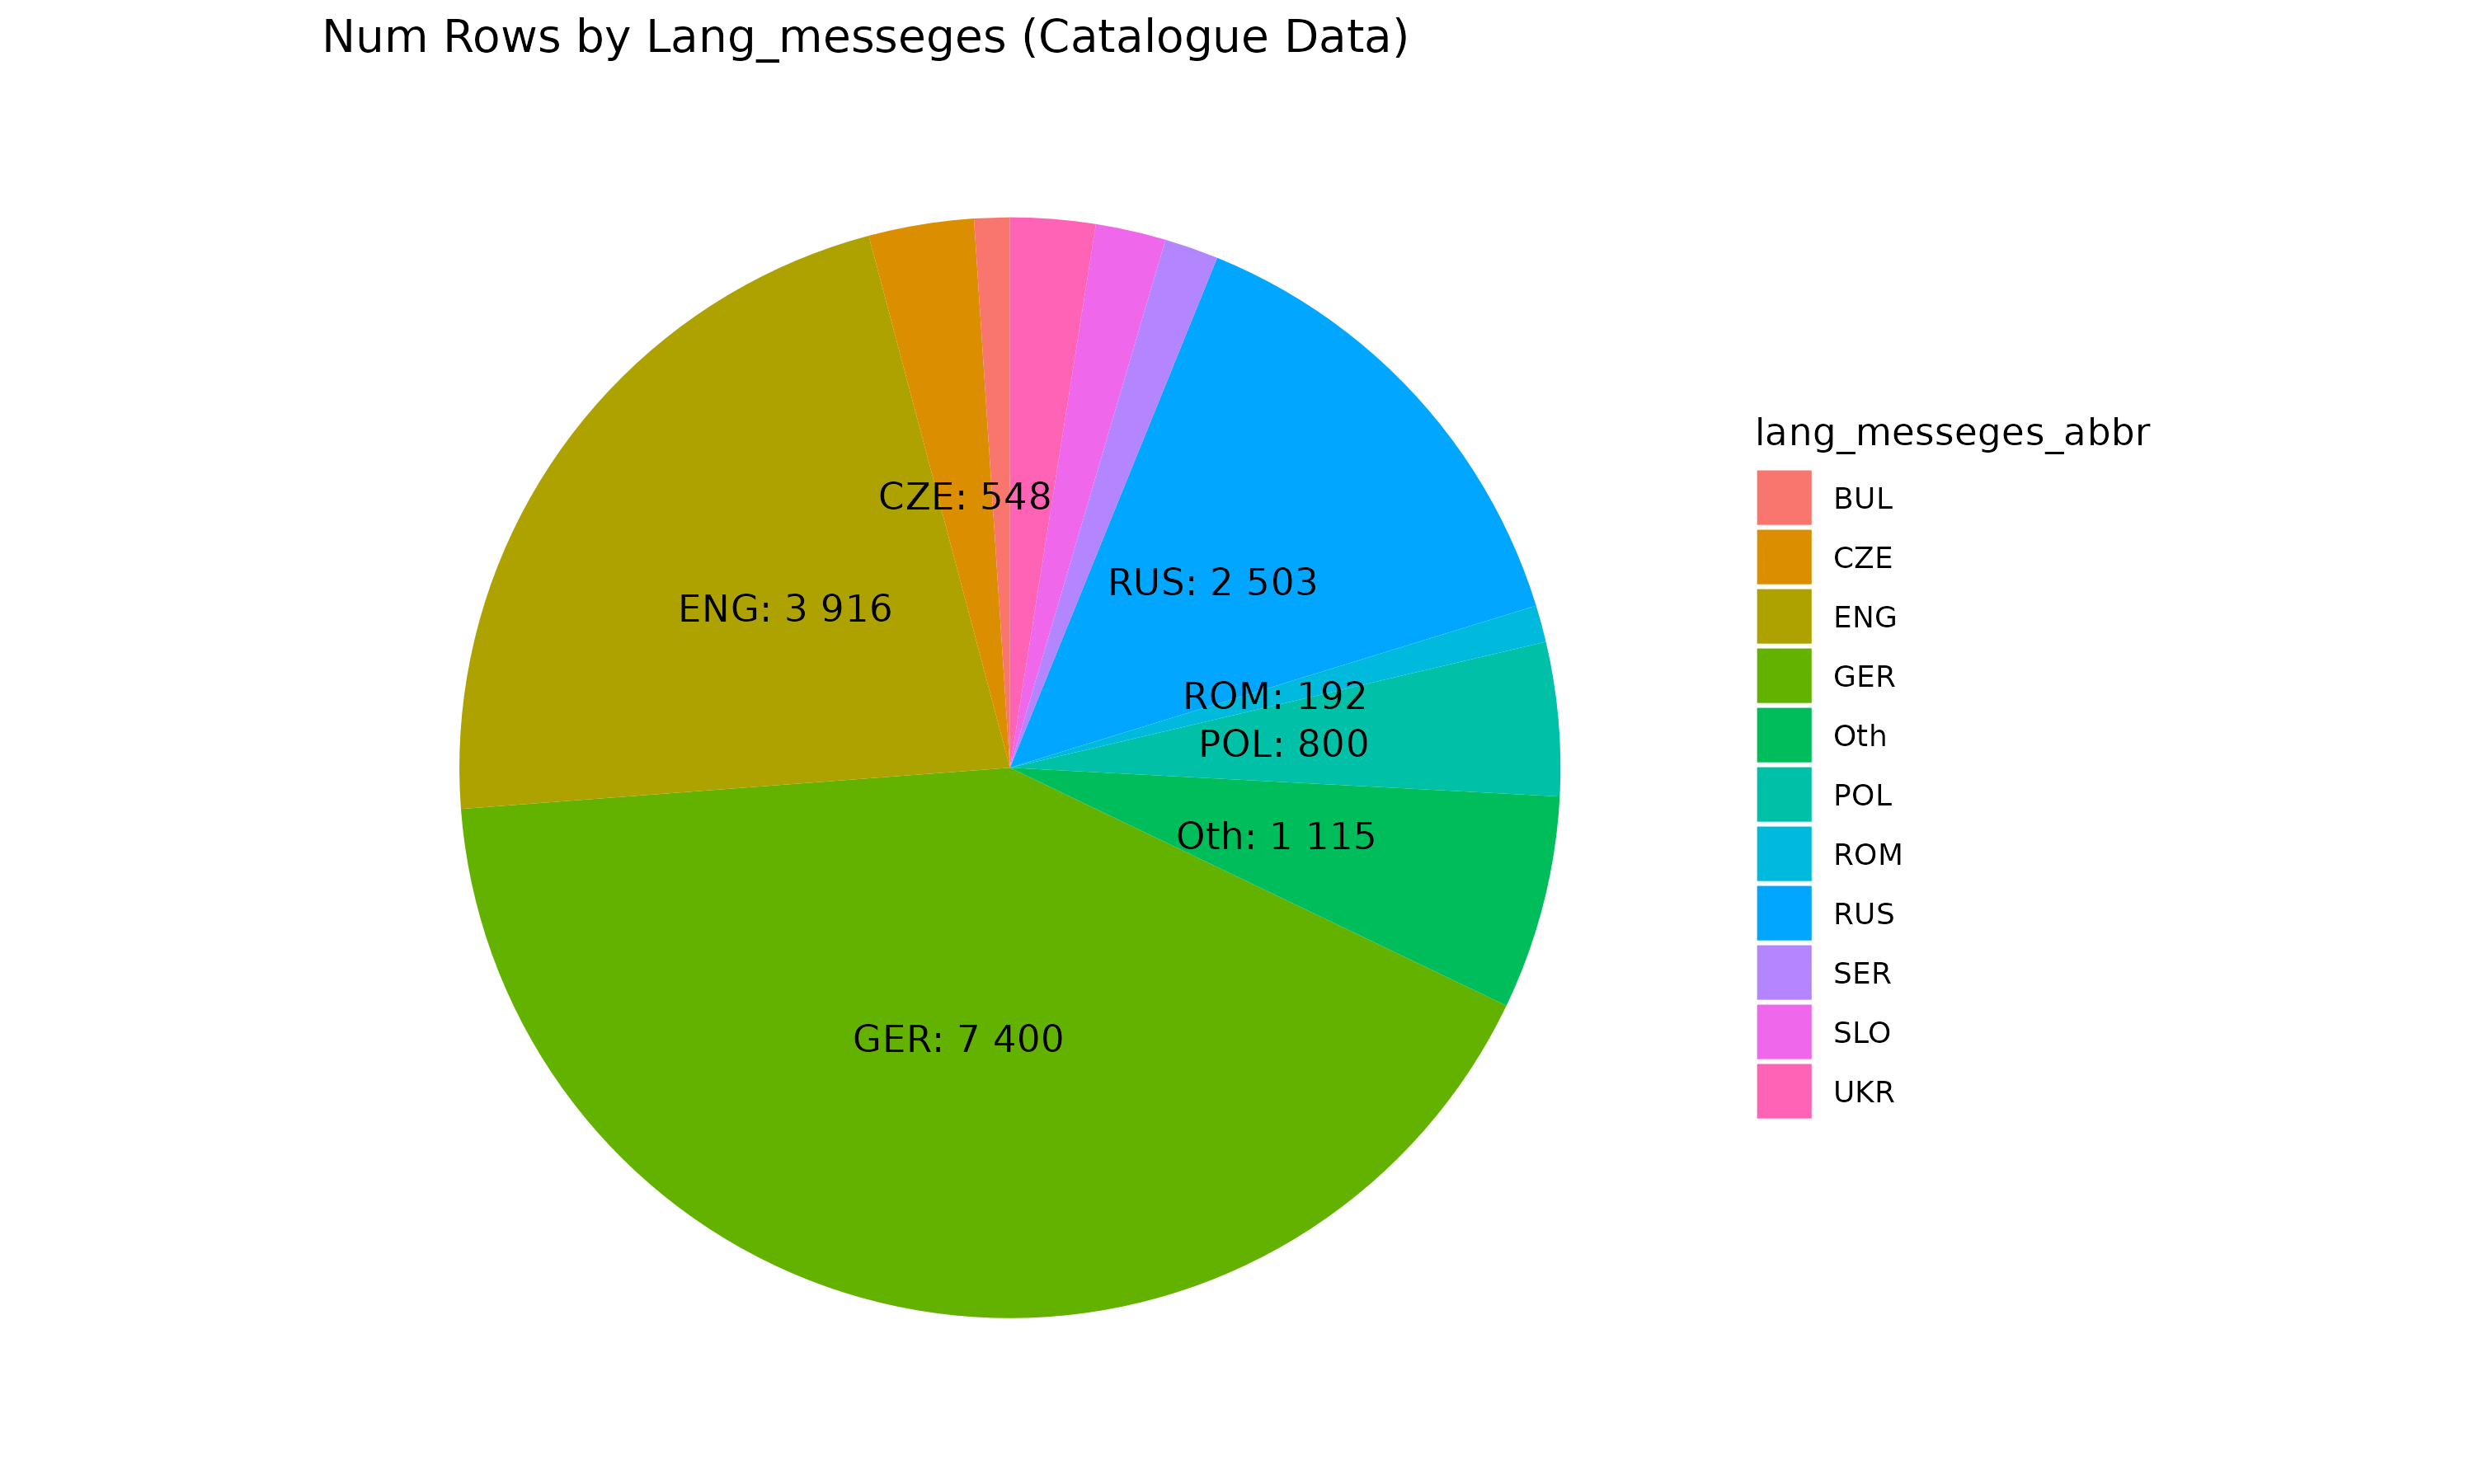 Num Rows by Lang_messeges (Catalogue Data)
CZE: 548
RUS: 2 503
ENG: 3 916
ROM: 192
POL: 800
Oth: 1 115
GER: 7 400
lang_messeges_abbr
BUL
CZE
ENG
GER
Oth
POL
ROM
RUS
SER
SLO
UKR